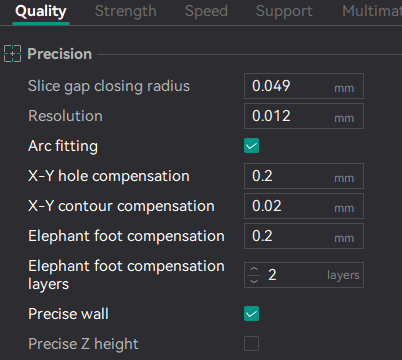 Quality Strength Speed Support Multima
Precision
Slice gap closing radius 0.049 mm
Resolution 0.012 mm
Arc fitting
X-Y hole compensation 0.2 mm
X-Y contour compensation 0.02 mm
Elephant foot compensation 0.2 mm
Elephant foot compensation
layers 2 layers
Precise wall
Precise Z height